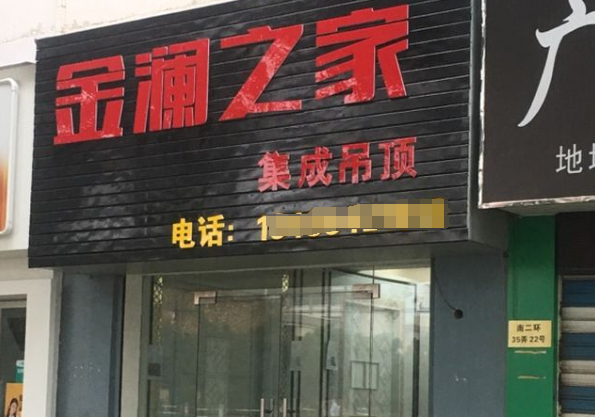 金澜之家
集成吊顶
电话:
南二环
35弄22号